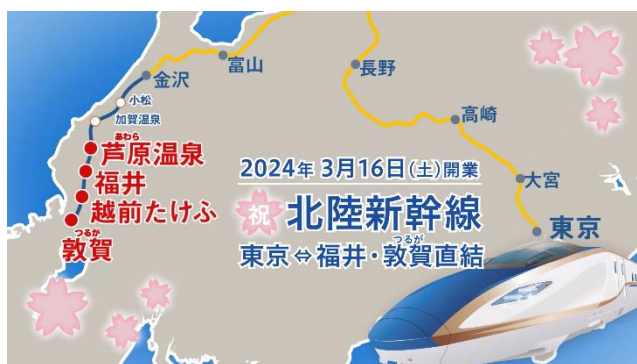 富山
金沢
小松
加賀温泉
あわら
芦原温泉
福井
越前たけふ
つるが
敦賀
長野
高崎
大宮
東京
2024年 3月16日(土)開業
祝 北陸新幹線
つるが
東京⇔福井・敦賀直結